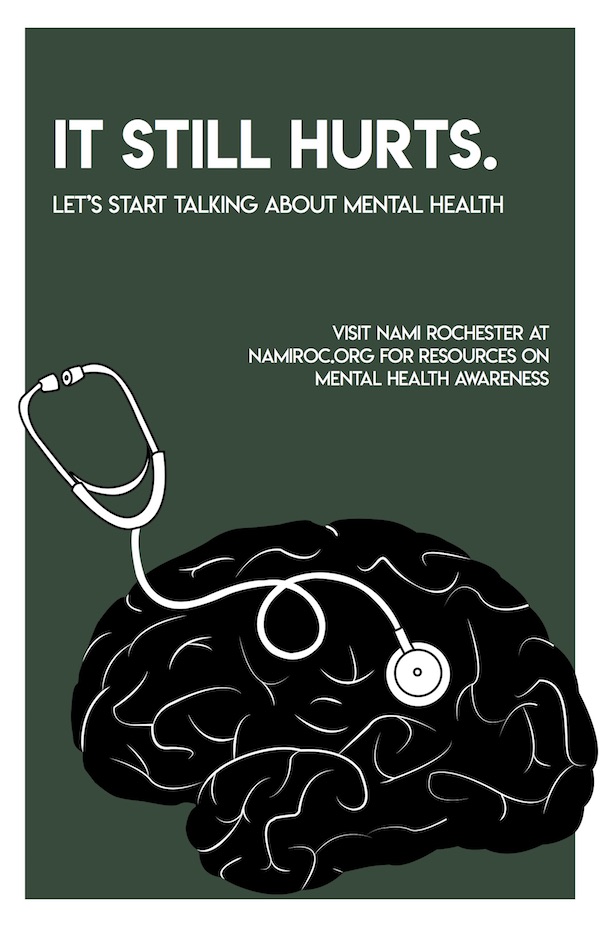 IT STILL HURTS.
LET'S START TALKING ABOUT MENTAL HEALTH
VISIT NAMI ROCHESTER AT
NAMIROC.ORG FOR RESOURCES ON
MENTAL HEALTH AWARENESS